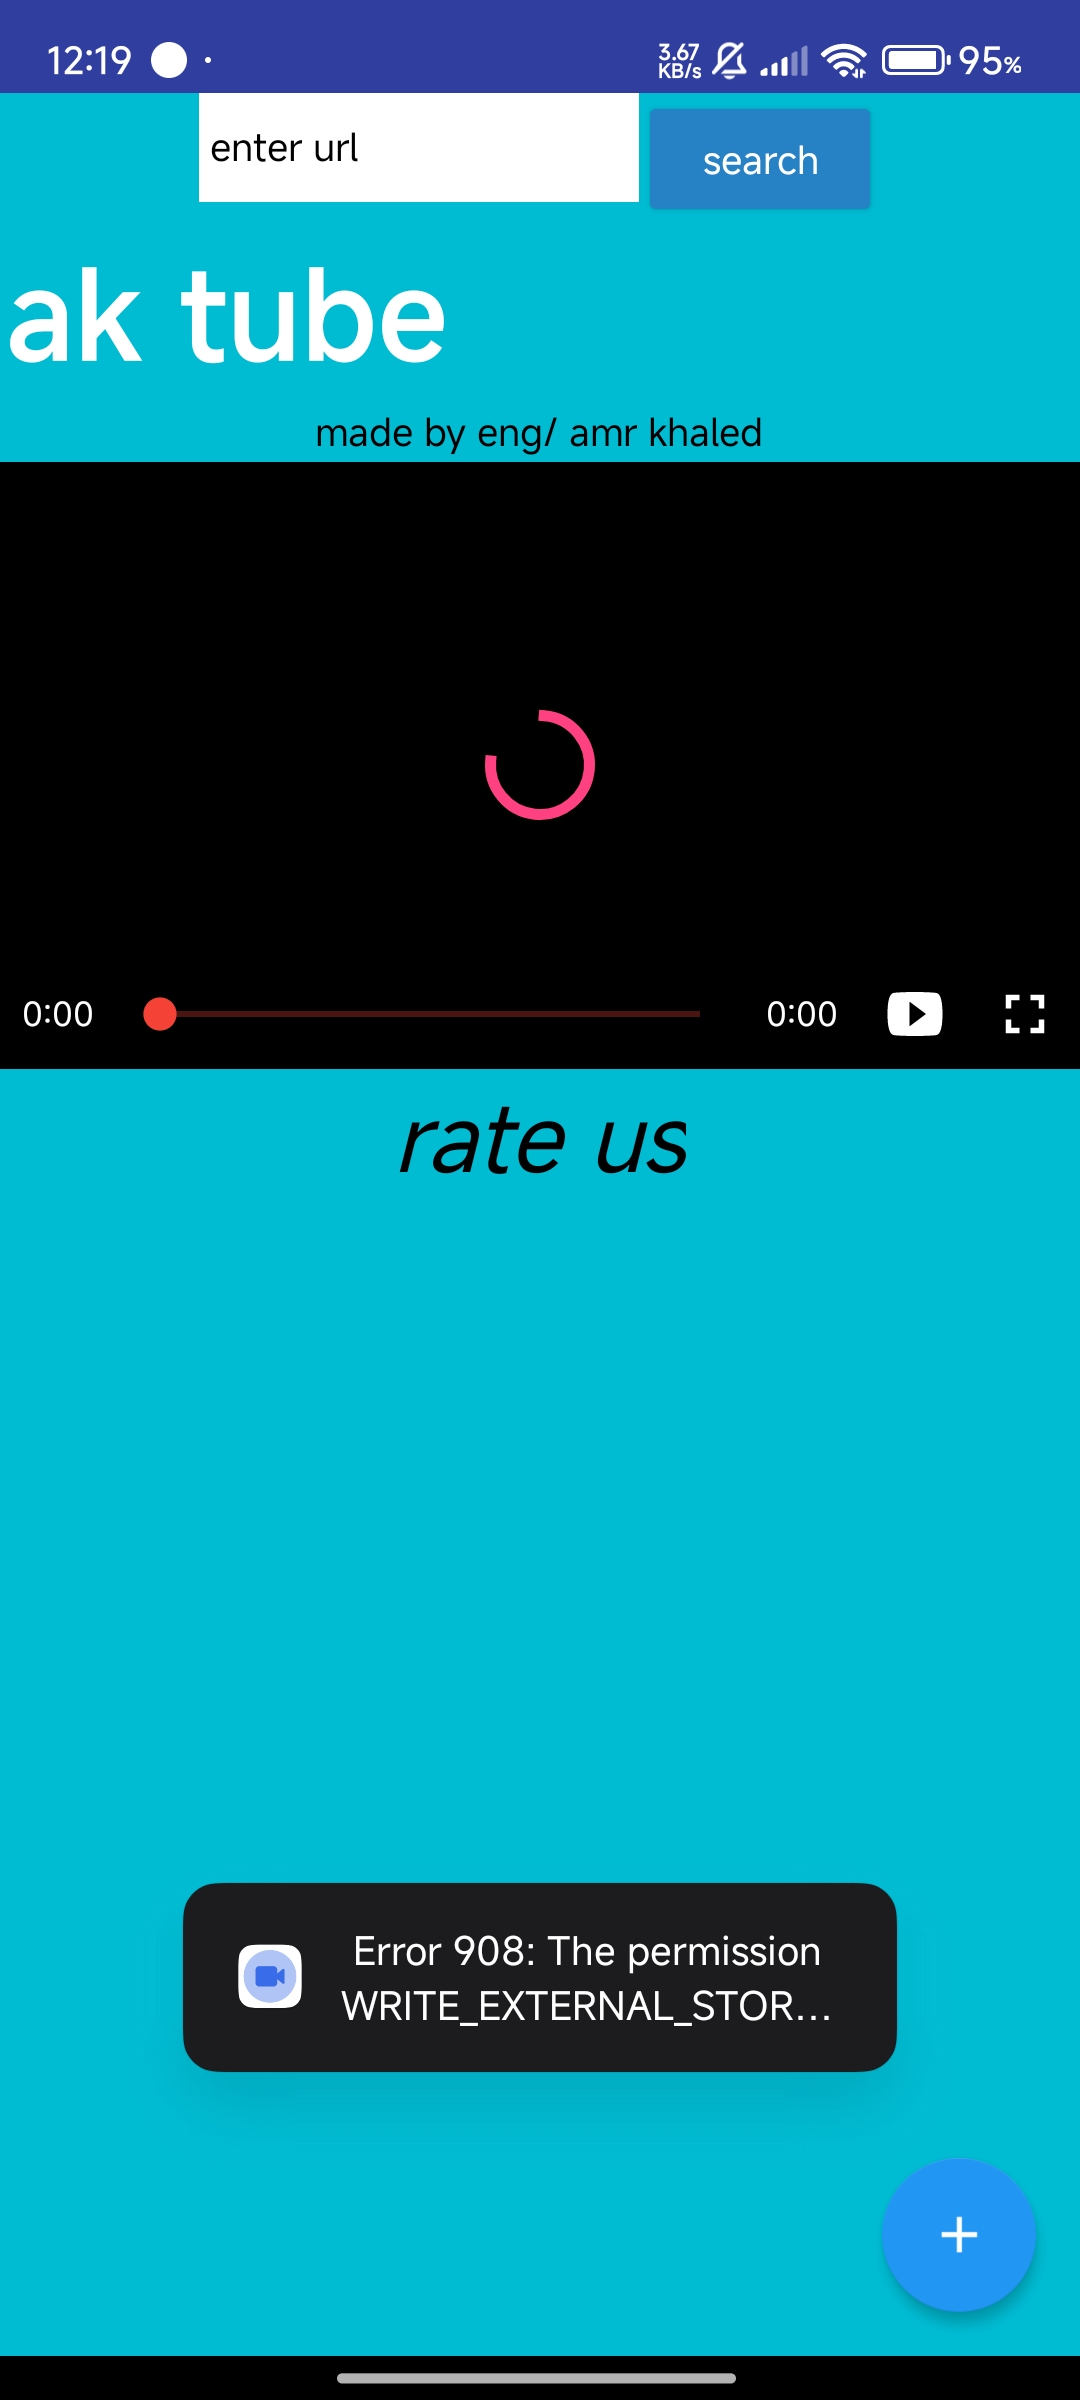 12:19
3.67
KB/s
95%
enter url
search
ak tube
made by eng/ amr khaled
0:00
0:00
rate us
Error 908: The permission
WRITE_EXTERNAL_STOR...
+